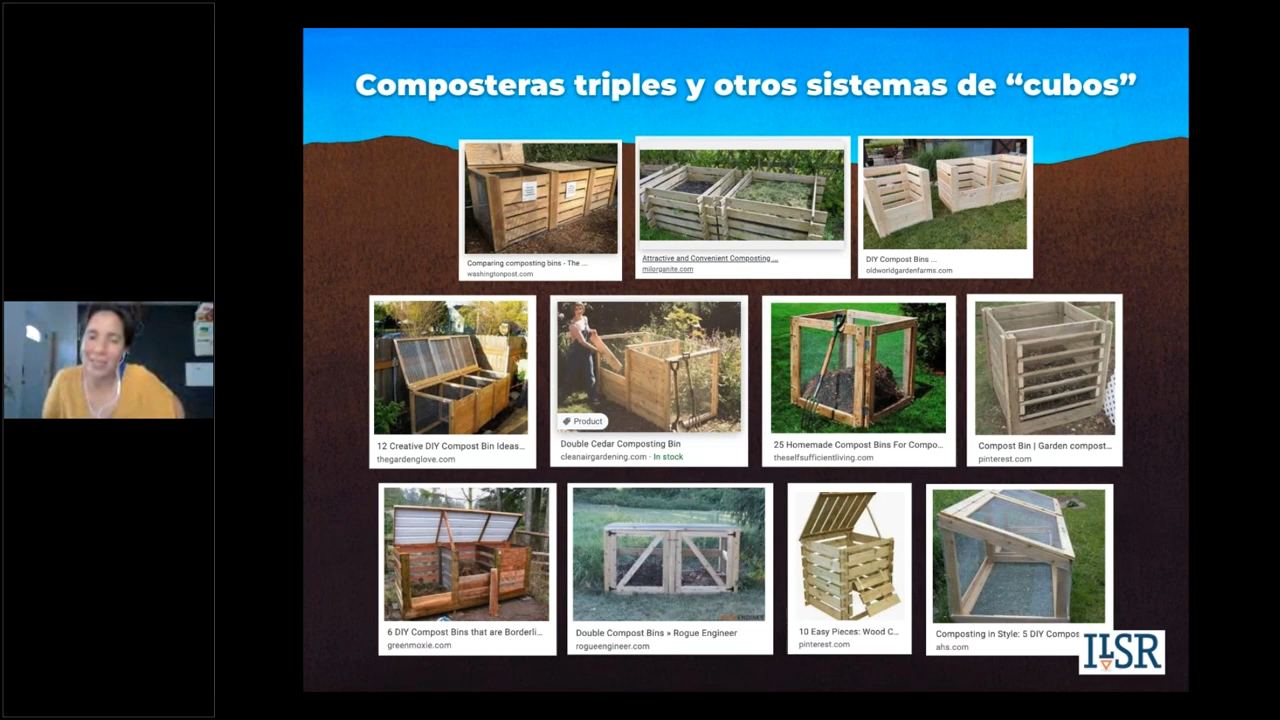 Composteras triples y otros sistemas de “cubos”
Comparing composting bins - The ...
washingtonpost.com
Attractive and Convenient Composting ...
milorganite.com
DIY Compost Bins ...
oldworldgardenfarms.com
12 Creative DIY Compost Bin Ideas...
thegardenglove.com
Product
Double Cedar Composting Bin
cleanairgardening.com · In stock
25 Homemade Compost Bins For Compo...
theselfsufficientliving.com
Compost Bin | Garden compost...
pinterest.com
6 DIY Compost Bins that are Borderli...
greenmoxie.com
Double Compost Bins » Rogue Engineer
rogueengineer.com
10 Easy Pieces: Wood C...
pinterest.com
Composting in Style: 5 DIY Compos
ahs.com
ILSR